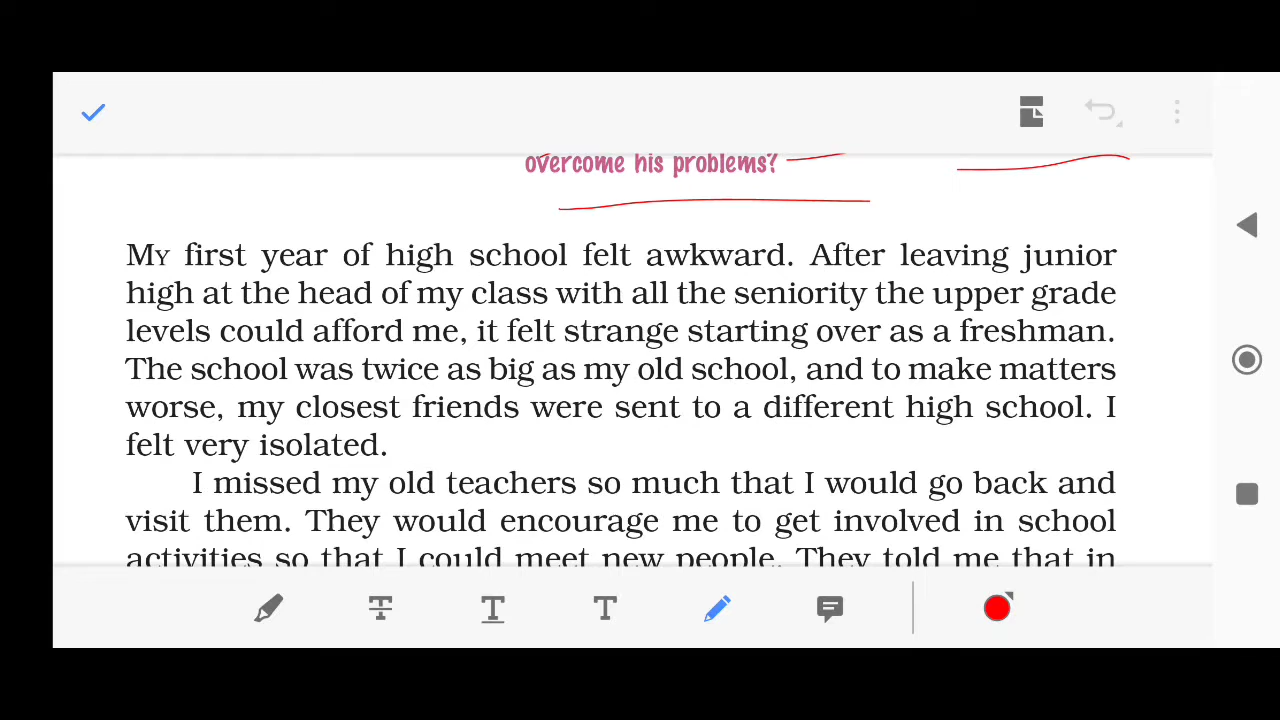 overcome his problems?
MY first year of high school felt awkward. After leaving junior
high at the head of my class with all the seniority the upper grade
levels could afford me, it felt strange starting over as a freshman.
The school was twice as big as my old school, and to make matters
worse, my closest friends were sent to a different high school. I
felt very isolated.
I missed my old teachers so much that I would go back and
visit them. They would encourage me to get involved in school
activities so that I could meet new people. They told me that in
T
T
T